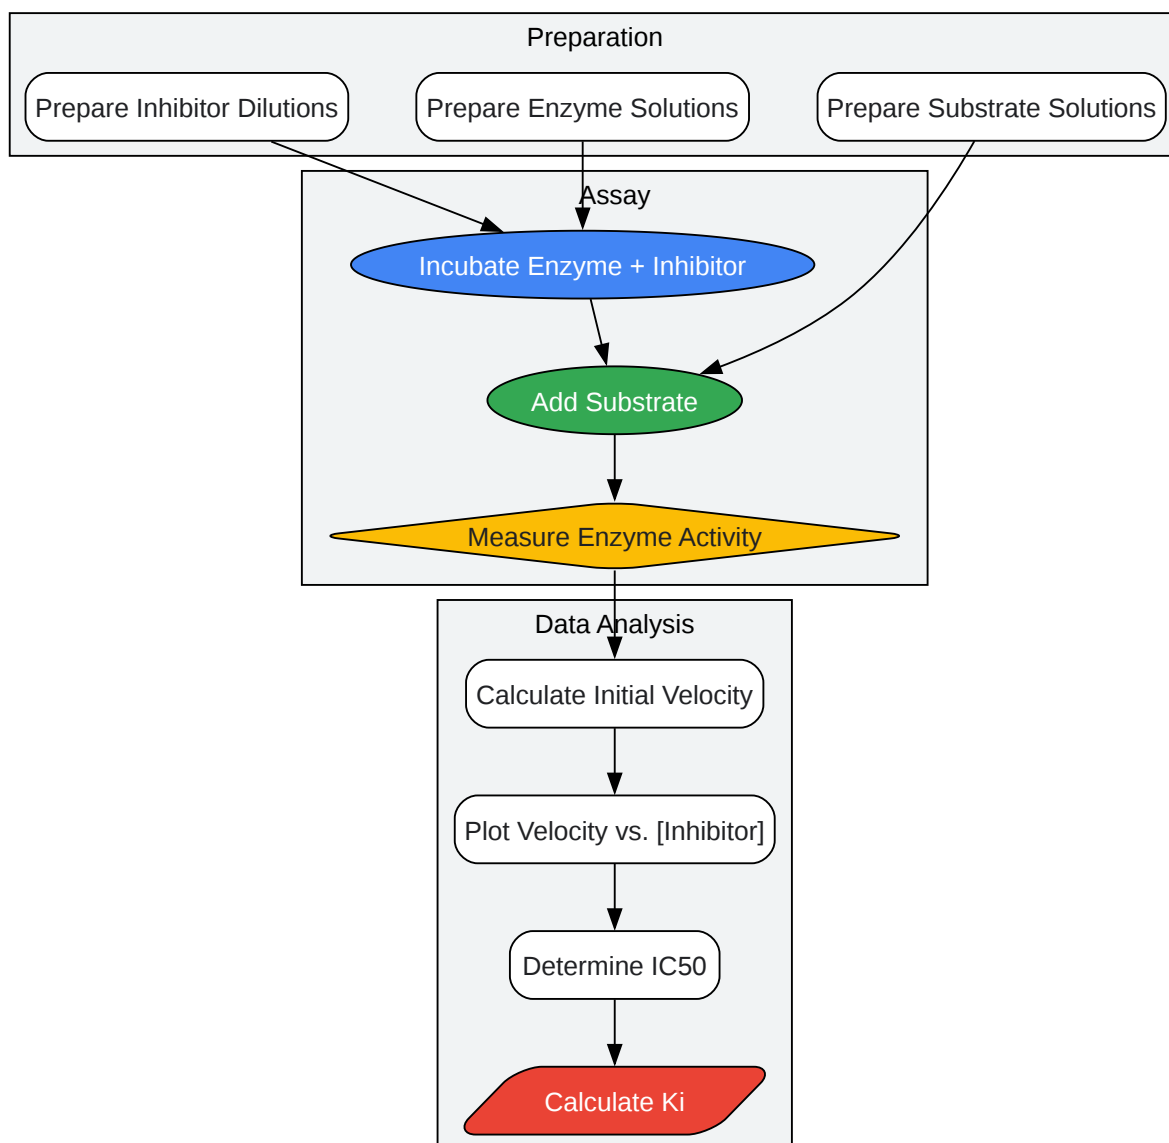 Preparation
Prepare Inhibitor Dilutions
Prepare Enzyme Solutions
Prepare Substrate Solutions
Assay
Incubate Enzyme + Inhibitor
Add Substrate
Measure Enzyme Activity
Data Analysis
Calculate Initial Velocity
Plot Velocity vs. [Inhibitor]
Determine IC50
Calculate Ki